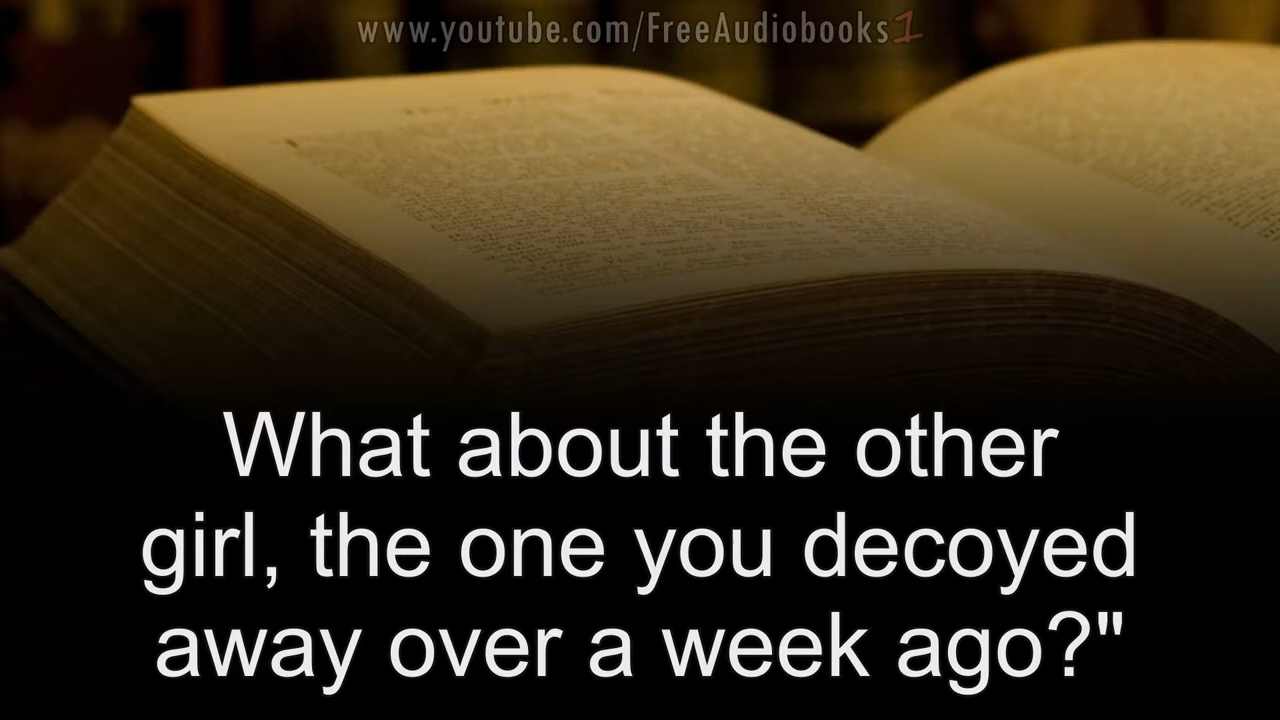 www.youtube.com/FreeAudiobooks1
What about the other
girl, the one you decoyed
away over a week ago?"